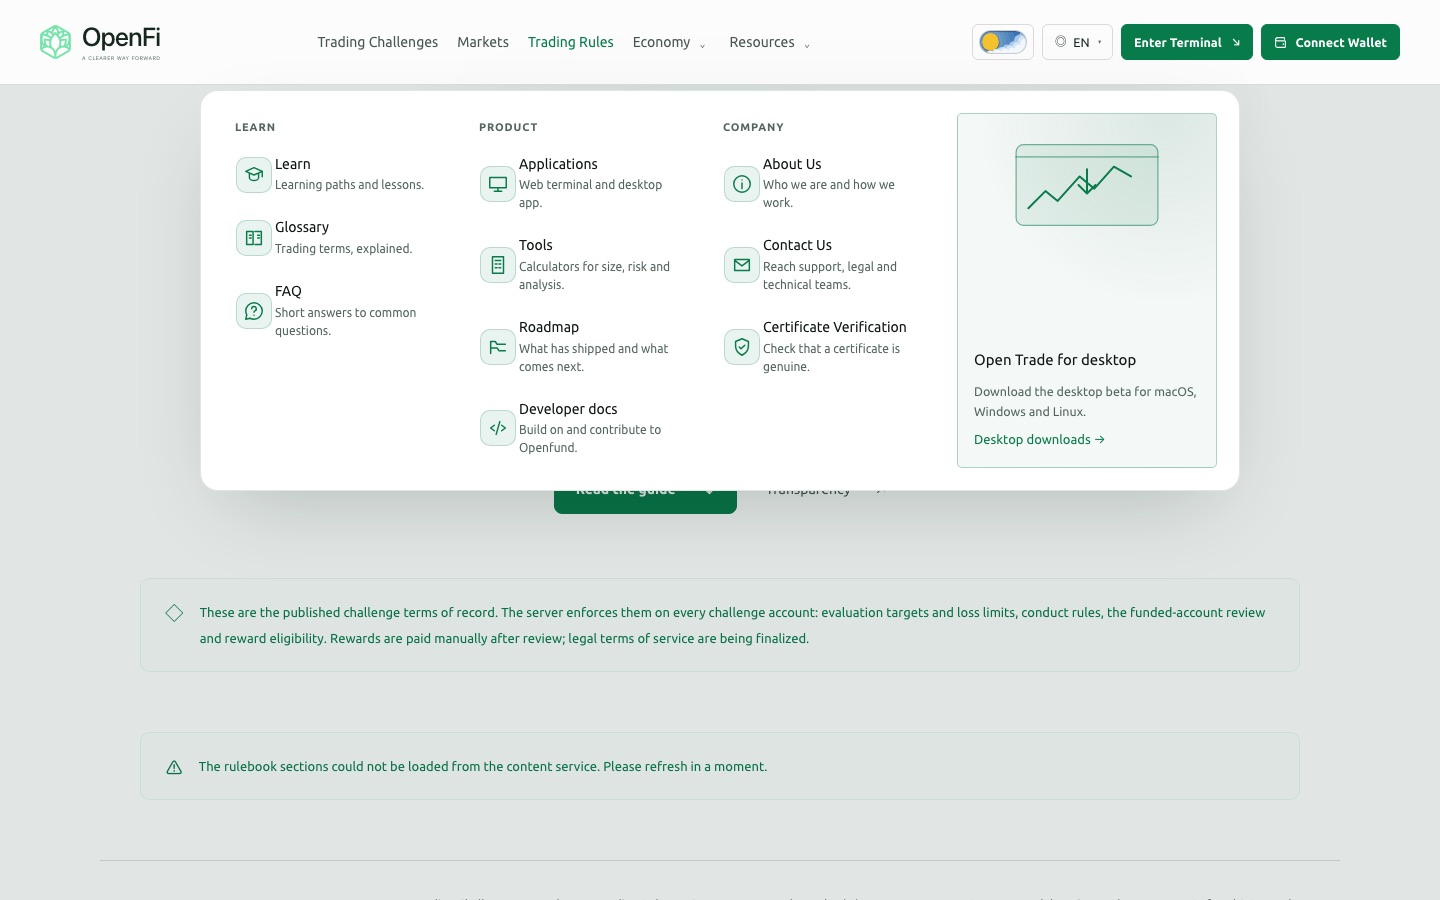 OpenFi
A CLEARER WAY FORWARD
Trading Challenges
Markets
Trading Rules
Economy
Resources
EN
Enter Terminal
Connect Wallet
LEARN
Learn
Learning paths and lessons.
Glossary
Trading terms, explained.
FAQ
Short answers to common
questions.
PRODUCT
Applications
Web terminal and desktop
app.
Tools
Calculators for size, risk and
analysis.
Roadmap
What has shipped and what
comes next.
Developer docs
Build on and contribute to
Openfund.
COMPANY
About Us
Who we are and how we
work.
Contact Us
Reach support, legal and
technical teams.
Certificate Verification
Check that a certificate is
genuine.
Open Trade for desktop
Download the desktop beta for macOS,
Windows and Linux.
Desktop downloads →
Read the guide
Transparency
These are the published challenge terms of record. The server enforces them on every challenge account: evaluation targets and loss limits, conduct rules, the funded-account review
and reward eligibility. Rewards are paid manually after review; legal terms of service are being finalized.
The rulebook sections could not be loaded from the content service. Please refresh in a moment.